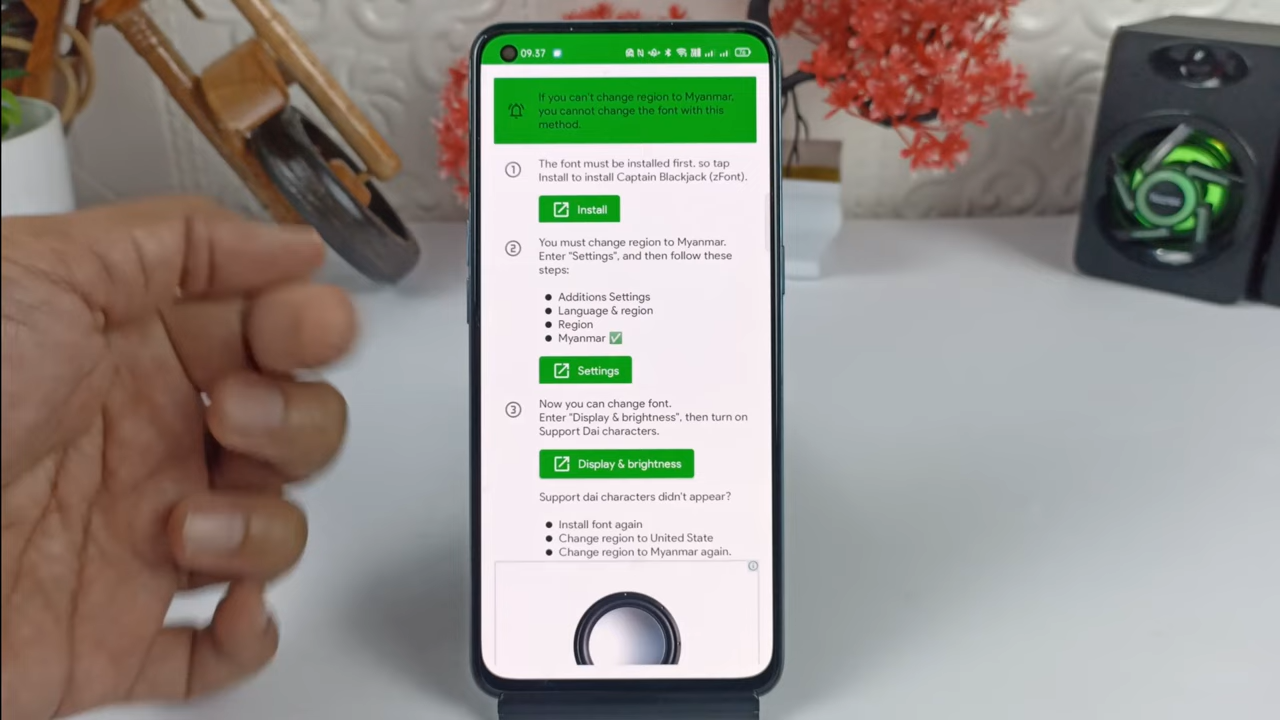 09.37
If you can't change region to Myanmar,
you cannot change the font with this
method.
1 The font must be installed first, so tap
Install to install Captain Blackjack (zFont).
Install
2 You must change region to Myanmar.
Enter "Settings", and then follow these
steps:
● Additions Settings
● Language & region
● Region
● Myanmar ✅
Settings
3 Now you can change font.
Enter "Display & brightness", then turn on
Support Dai characters.
Display & brightness
Support dai characters didn't appear?
● Install font again
● Change region to United State
● Change region to Myanmar again.